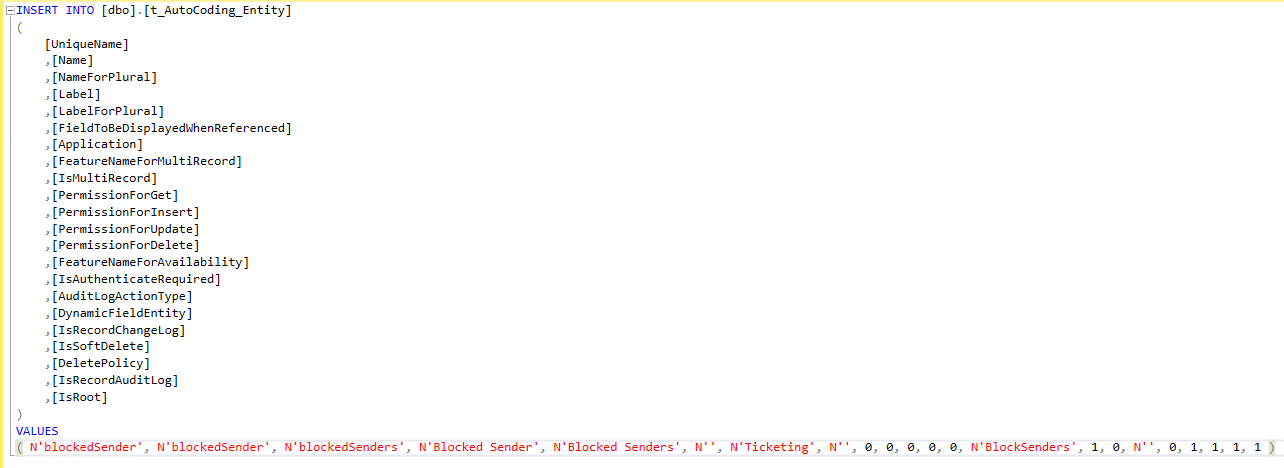 INSERT INTO [dbo].[t_AutoCoding_Entity]
(
[UniqueName]
,[Name]
,[NameForPlural]
,[Label]
,[LabelForPlural]
,[FieldToBeDisplayedWhenReferenced]
,[Application]
,[FeatureNameForMultiRecord]
,[IsMultiRecord]
,[PermissionForGet]
,[PermissionForInsert]
,[PermissionForUpdate]
,[PermissionForDelete]
,[FeatureNameForAvailability]
,[IsAuthenticateRequired]
,[AuditLogActionType]
,[DynamicFieldEntity]
,[IsRecordChangeLog]
,[IsSoftDelete]
,[DeletePolicy]
,[IsRecordAuditLog]
,[IsRoot]
)
VALUES
( N'blockedSender', N'blockedSender', N'blockedSenders', N'Blocked Sender', N'Blocked Senders', N'', N'Ticketing', N'', 0, 0, 0, 0, 0, N'BlockSenders', 1, 0, N'', 0, 1, 1, 1, 1 )